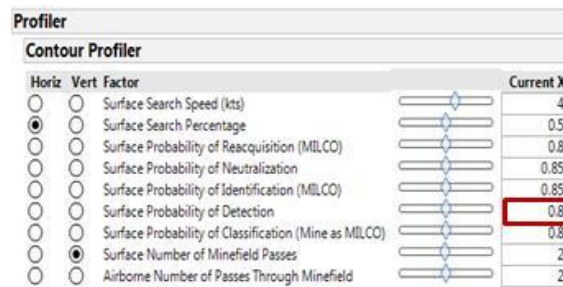 Profiler
Contour Profiler
Horiz Vert Factor Current X
Surface Search Speed (kts) 4
Surface Search Percentage 0.5
Surface Probability of Reacquisition (MILCO) 0.8
Surface Probability of Neutralization 0.85
Surface Probability of Identification (MILCO) 0.85
Surface Probability of Detection 0.8
Surface Probability of Classification (Mine as MILCO) 0.8
Surface Number of Minefield Passes 2
Airborne Number of Passes Through Minefield 2